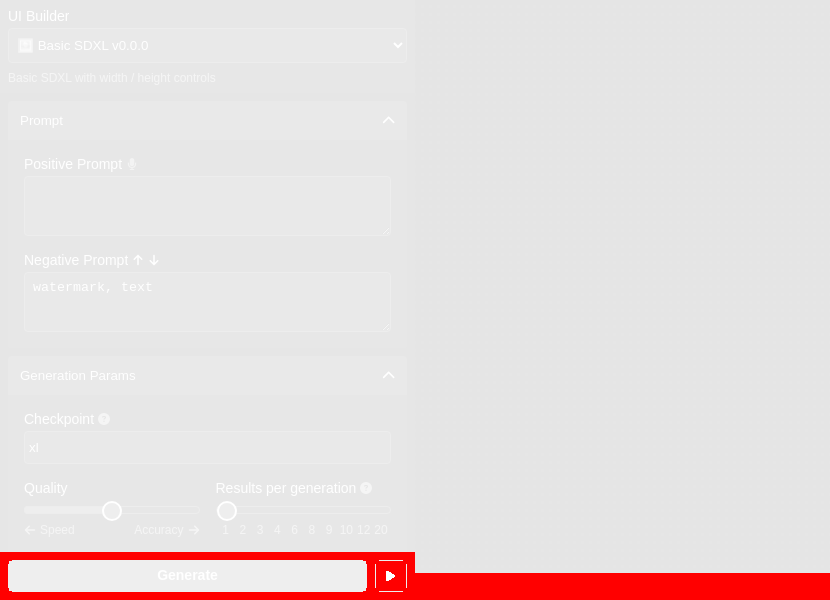 UI Builder
Basic SDXL v0.0.0
Basic SDXL with width / height controls
Prompt
Positive Prompt
Negative Prompt
watermark, text
Generation Params
Checkpoint
xl
Quality Results per generation
Speed Accuracy 1 2 3 4 6 8 9 10 12 20
Generate